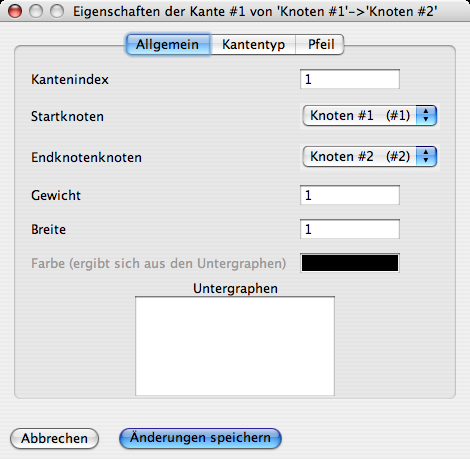 Eigenschaften der Kante #1 von 'Knoten #1'->'Knoten #2'
Allgemein Kantentyp Pfeil
Kantenindex 1
Startknoten Knoten #1 (#1)
Endknotenknoten Knoten #2 (#2)
Gewicht 1
Breite 1
Farbe (ergibt sich aus den Untergraphen)
Untergraphen
Abbrechen Änderungen speichern